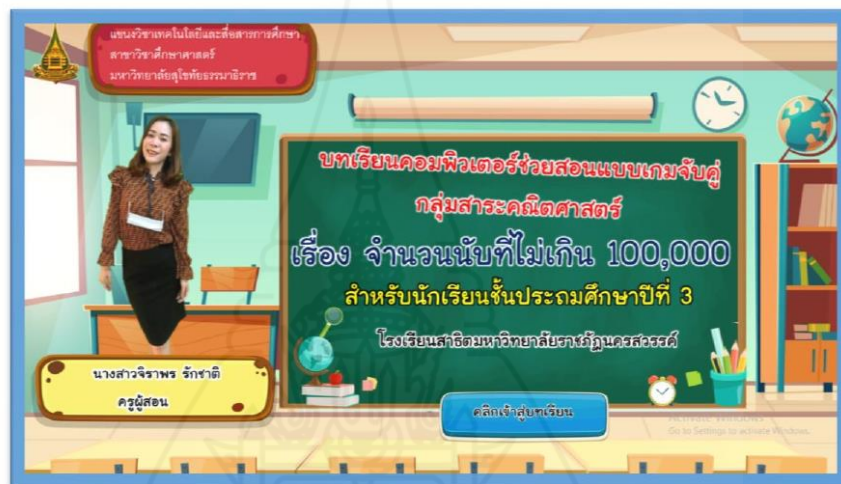 แขนงวิชาเทคโนโลยีและสื่อสารการศึกษา
สาขาวิชาศึกษาศาสตร์
มหาวิทยาลัยสุโขทัยธรรมาธิราช
บทเรียนคอมพิวเตอร์ช่วยสอนแบบเกมจับคู่
กลุ่มสาระคณิตศาสตร์
เรื่อง จำนวนนับที่ไม่เกิน 100,000
สำหรับนักเรียนชั้นประถมศึกษาปีที่ 3
โรงเรียนสาธิตมหาวิทยาลัยราชภัฏนครสวรรค์
นางสาวจิราพร รักชาติ
ครูผู้สอน
คลิกเข้าสู่บทเรียน
Activate Windows
Go to Settings to activate Windows.